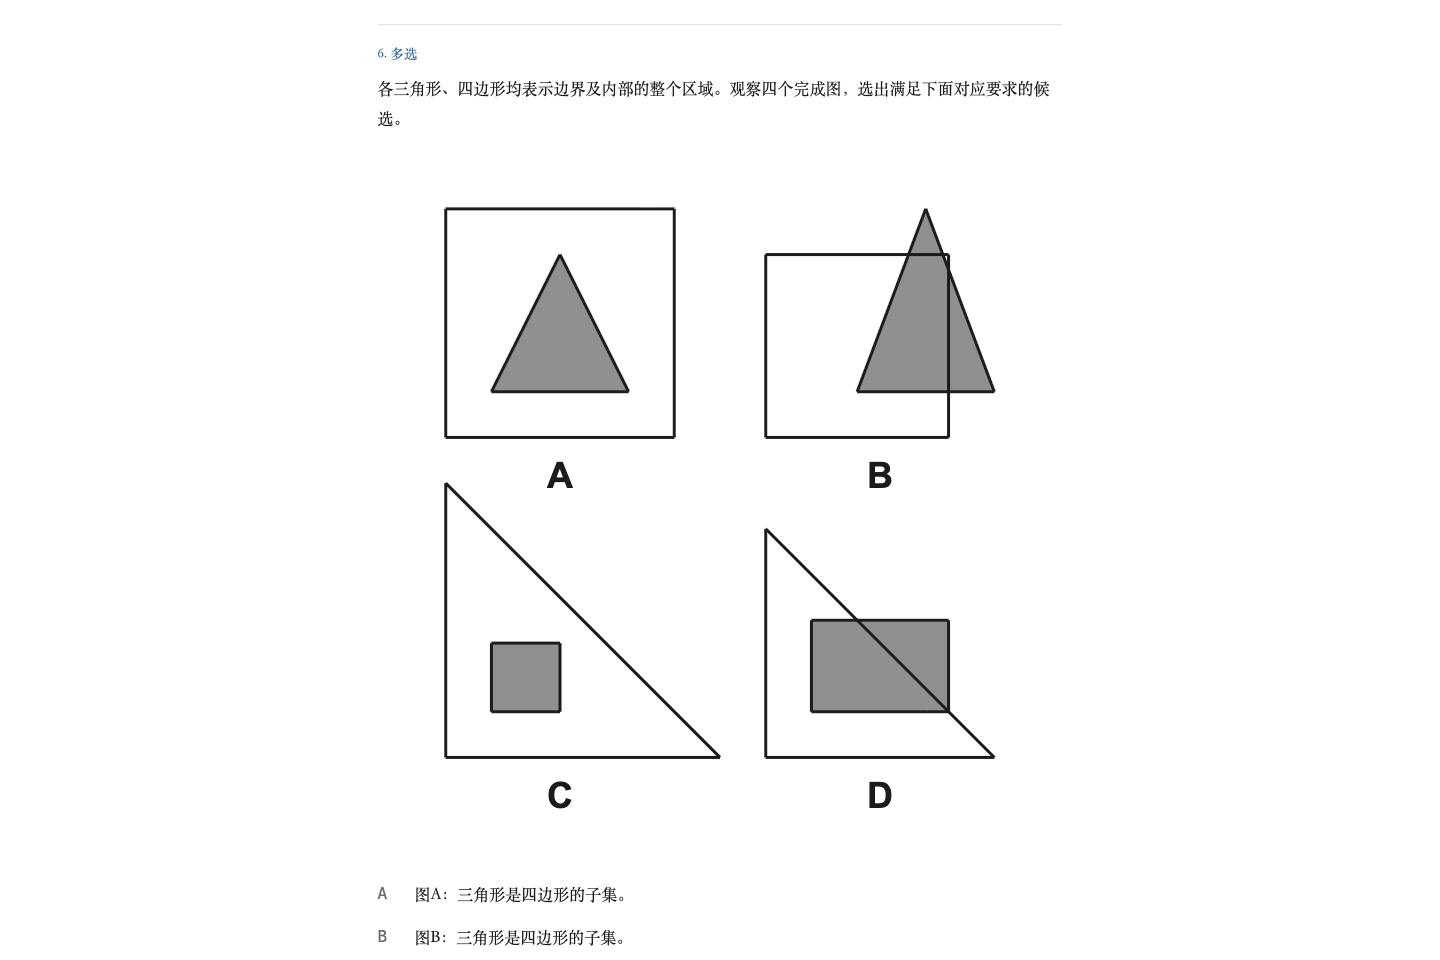 6. 多选
各三角形、四边形均表示边界及内部的整个区域。观察四个完成图，选出满足下面对应要求的候
选。
A
B
C
D
A 图A：三角形是四边形的子集。
B 图B：三角形是四边形的子集。